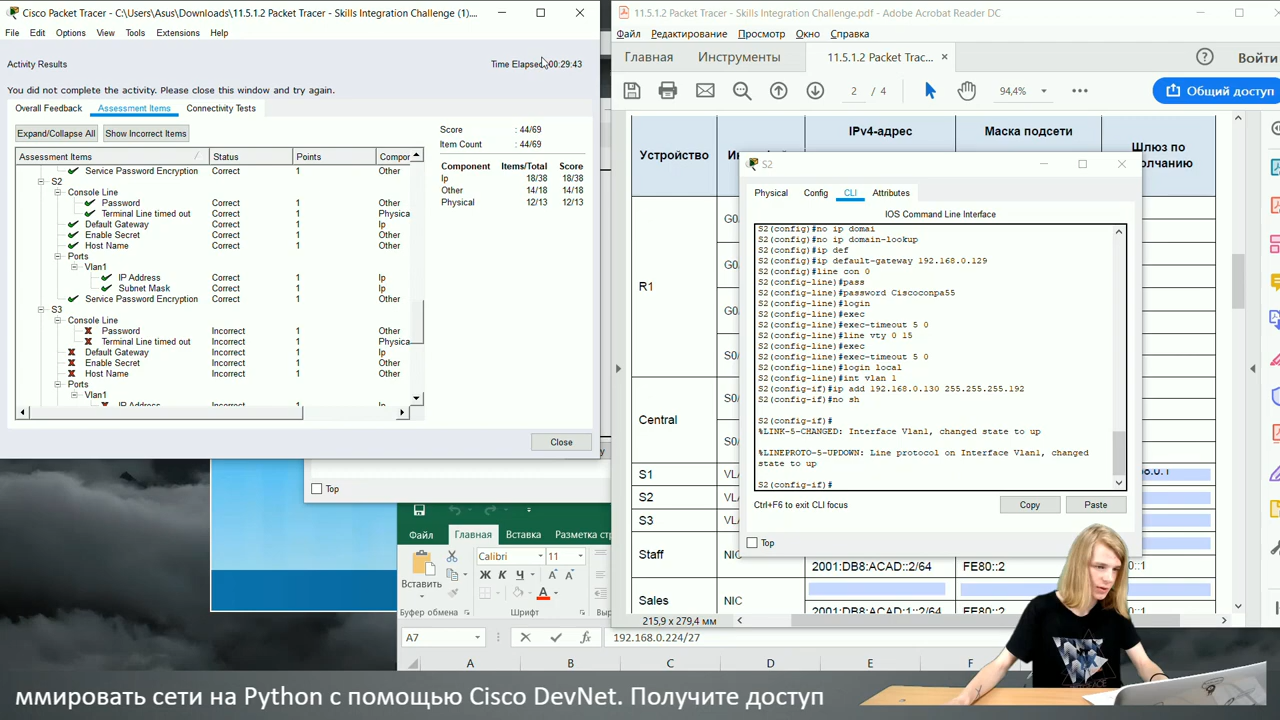 Cisco Packet Tracer - C:\Users\Asus\Downloads\11.5.1.2 Packet Tracer - Skills Integration Challenge (1)....
File Edit Options View Tools Extensions Help
Activity Results
Time Elapsed: 00:29:43
You did not complete the activity. Please close this window and try again.
Overall Feedback Assessment Items Connectivity Tests
Expand/Collapse All Show Incorrect Items
Assessment Items Status Points Compor
Service Password Encryption Correct 1 Other
S2
Console Line
Password Correct 1 Other
Terminal Line timed out Correct 1 Physica
Default Gateway Correct 1 Ip
Enable Secret Correct 1 Other
Host Name Correct 1 Other
Ports
Vlan1
IP Address Correct 1 Ip
Subnet Mask Correct 1 Ip
Service Password Encryption Correct 1 Other
S3
Console Line
Password Incorrect 1 Other
Terminal Line timed out Incorrect 1 Physica
Default Gateway Incorrect 1 Ip
Enable Secret Incorrect 1 Other
Host Name Incorrect 1 Other
Ports
Vlan1
IP Address Incorrect 1 Ip
Score : 44/69
Item Count : 44/69
Component Items/Total Score
Ip 18/38 18/38
Other 14/18 14/18
Physical 12/13 12/13
Close
Top
11.5.1.2 Packet Tracer - Skills Integration Challenge.pdf - Adobe Acrobat Reader DC
Файл Редактирование Просмотр Окно Справка
Главная Инструменты 11.5.1.2 Packet Trac... Войти
2 / 4 94,4% Общий доступ
Устройство IPv4-адрес Маска подсети
R1
Central
S1
S2
S3
Staff NIC
2001:DB8:ACAD::2/64 FE80::2
Sales NIC
2001:DB8:ACAD:1::2/64 FE80::2
215,9 x 279,4 мм
S2
Physical Config CLI Attributes
IOS Command Line Interface
S2(config)#no ip domai
S2(config)#no ip domain-lookup
S2(config)#ip def
S2(config)#ip default-gateway 192.168.0.129
S2(config)#line con 0
S2(config-line)#pass
S2(config-line)#password Ciscoconpa55
S2(config-line)#login
S2(config-line)#exec
S2(config-line)#exec-timeout 5 0
S2(config-line)#line vty 0 15
S2(config-line)#exec
S2(config-line)#exec-timeout 5 0
S2(config-line)#login local
S2(config-line)#int vlan 1
S2(config-if)#ip add 192.168.0.130 255.255.255.192
S2(config-if)#no sh
S2(config-if)#
%LINK-5-CHANGED: Interface Vlan1, changed state to up
%LINEPROTO-5-UPDOWN: Line protocol on Interface Vlan1, changed
state to up
S2(config-if)#
Ctrl+F6 to exit CLI focus
Copy Paste
Top
Файл Главная Вставка Разметка стр
Вставить
Calibri 11
Ж К Ч
Буфер обмена Шрифт
A7 192.168.0.224/27
A B C D E F
ммировать сети на Python с помощью Cisco DevNet. Получите доступ